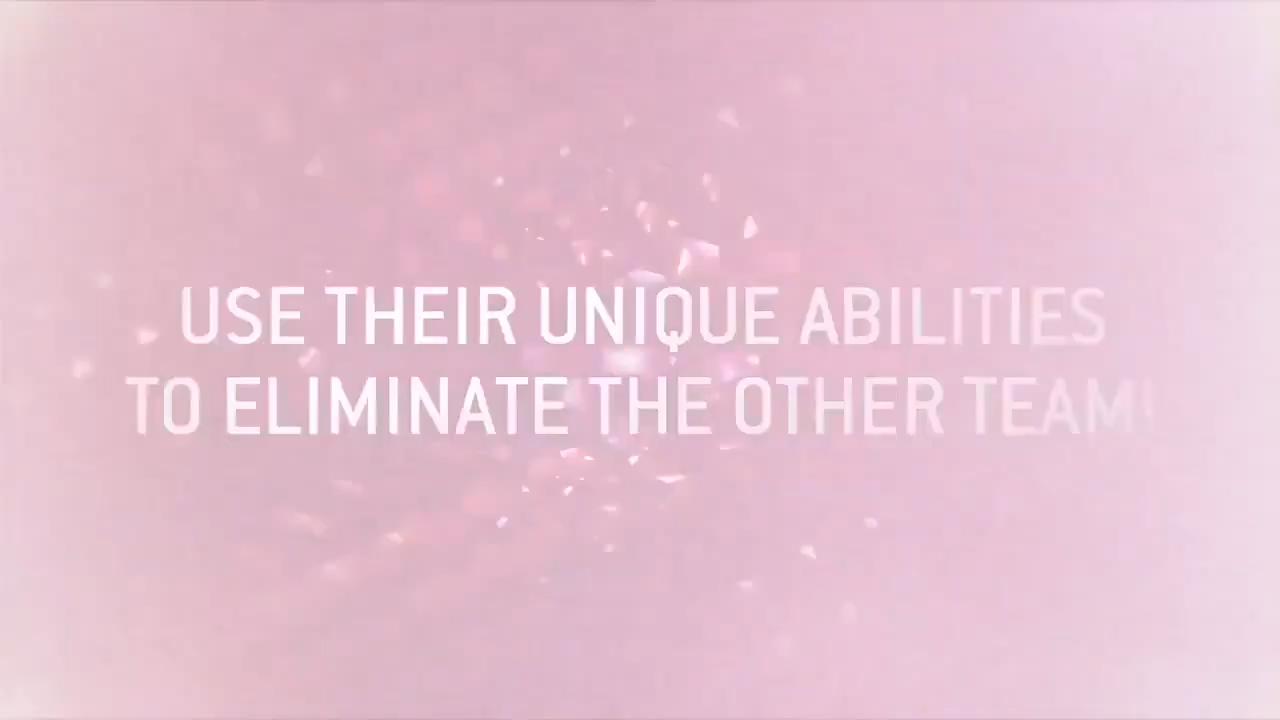 USE THEIR UNIQUE ABILITIES
TO ELIMINATE THE OTHER TEAM!